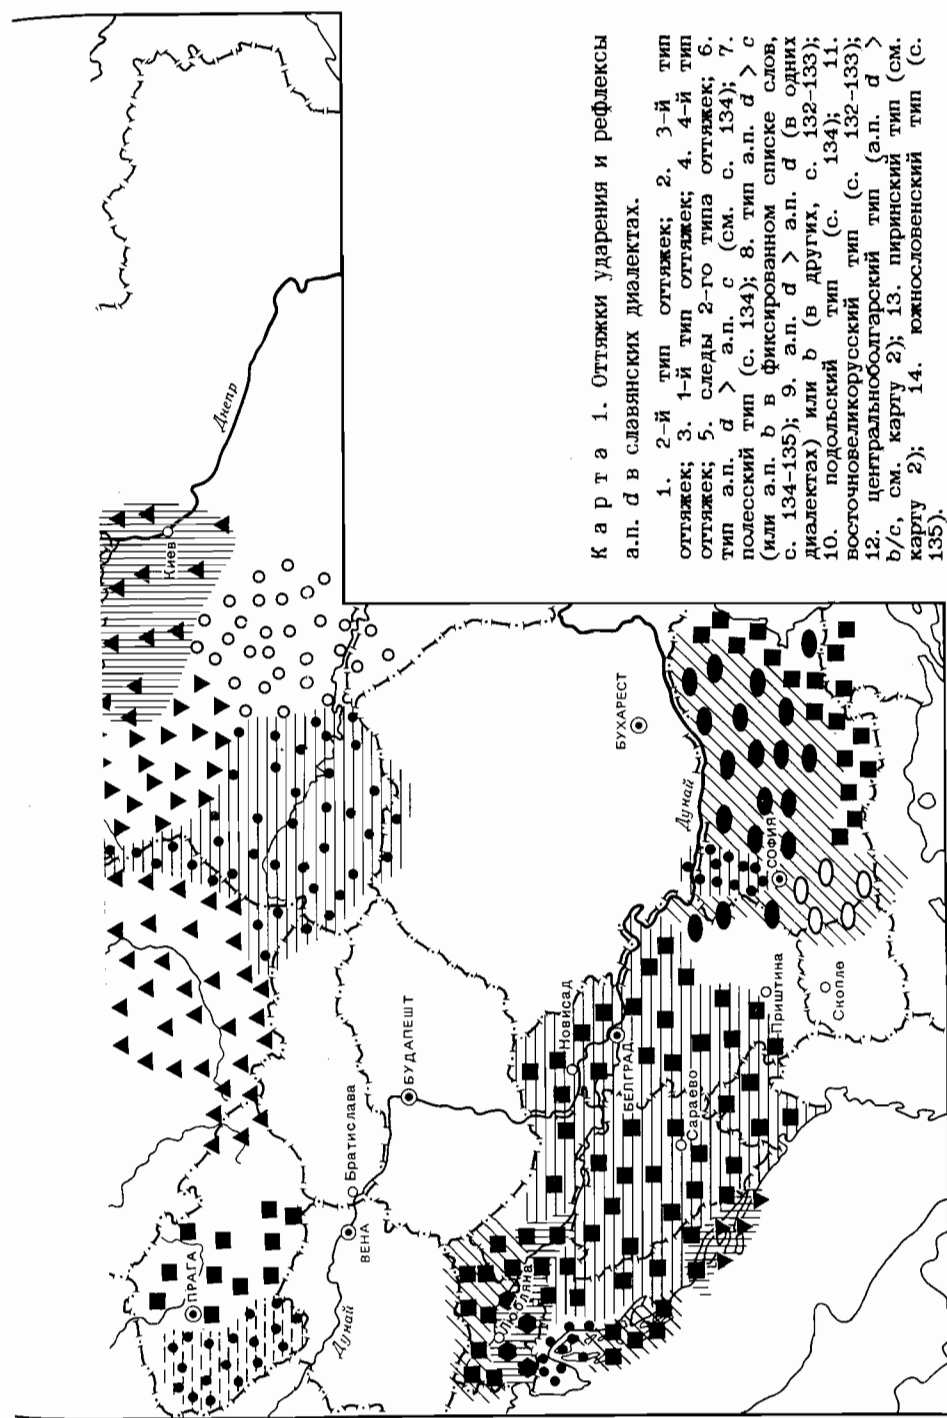 Карта 1. Оттяжки ударения и рефлексы
а.п. d в славянских диалектах.
1. 2-й тип оттяжек; 2. 3-й тип
оттяжек; 3. 1-й тип оттяжек; 4. 4-й тип
оттяжек; 5. следы 2-го типа оттяжек; 6.
тип а.п. d > а.п. c (см. с. 134); 7.
полесский тип (с. 134); 8. тип а.п. d > c
(или а.п. b в фиксированном списке слов,
с. 134-135); 9. а.п. d > а.п. d (в одних
диалектах) или b (в других, с. 132-133);
10. подольский тип (с. 134); 11.
восточновеликорусский тип (с. 132-133);
12. центральноболгарский тип (а.п. d >
b/c, см. карту 2); 13. пиринский тип (см.
карту 2); 14. южнословенский тип (с.
135).
Днепр
Киев
ПРАГА
Дунай
ВЕНА
Братислава
БУДАПЕШТ
БУХАРЕСТ
Дунай
Любляна
Новисад
БЕЛГРАД
Сараево
СОФИЯ
Приштина
Скопле